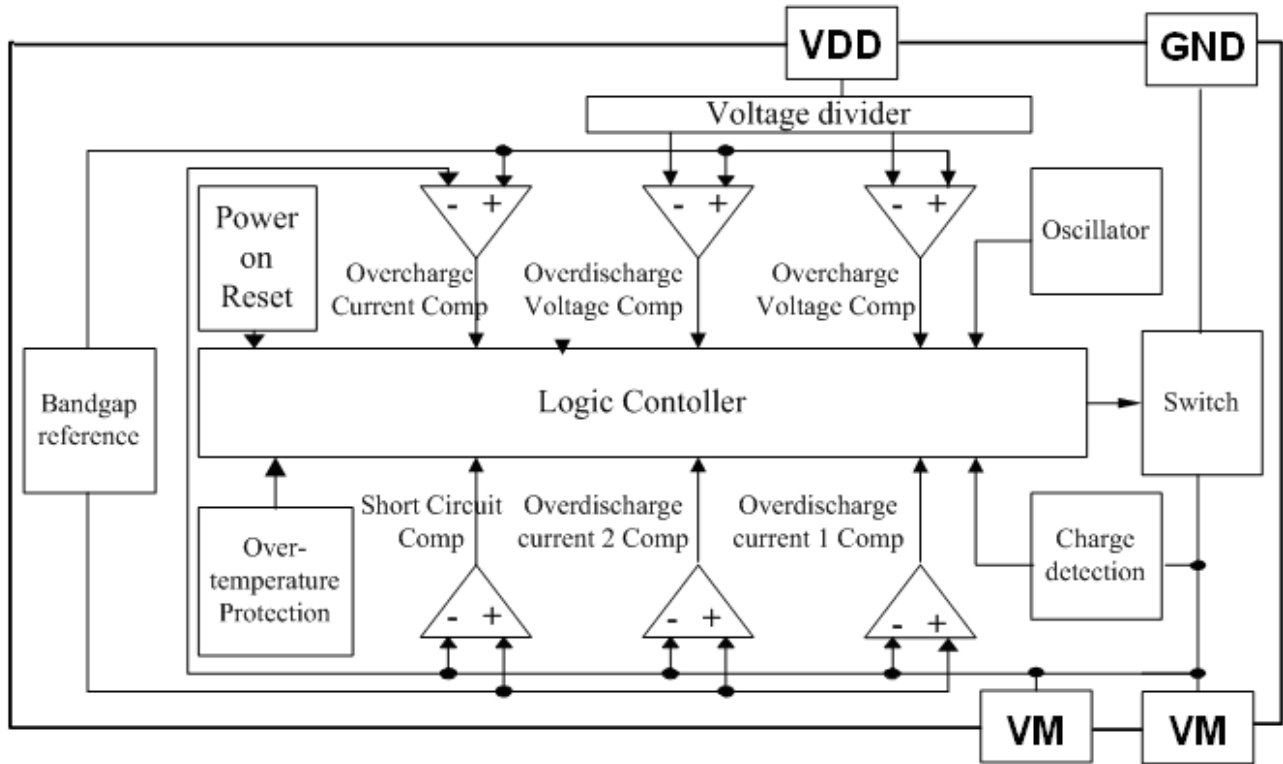 VDD
GND
Voltage divider
- +
- +
- +
Power
on
Reset
Oscillator
Overcharge
Current Comp
Overdischarge
Voltage Comp
Overcharge
Voltage Comp
Bandgap
reference
Logic Contoller
Switch
Short Circuit
Comp
Overdischarge
current 2 Comp
Overdischarge
current 1 Comp
Over-
temperature
Protection
Charge
detection
- +
- +
- +
VM
VM